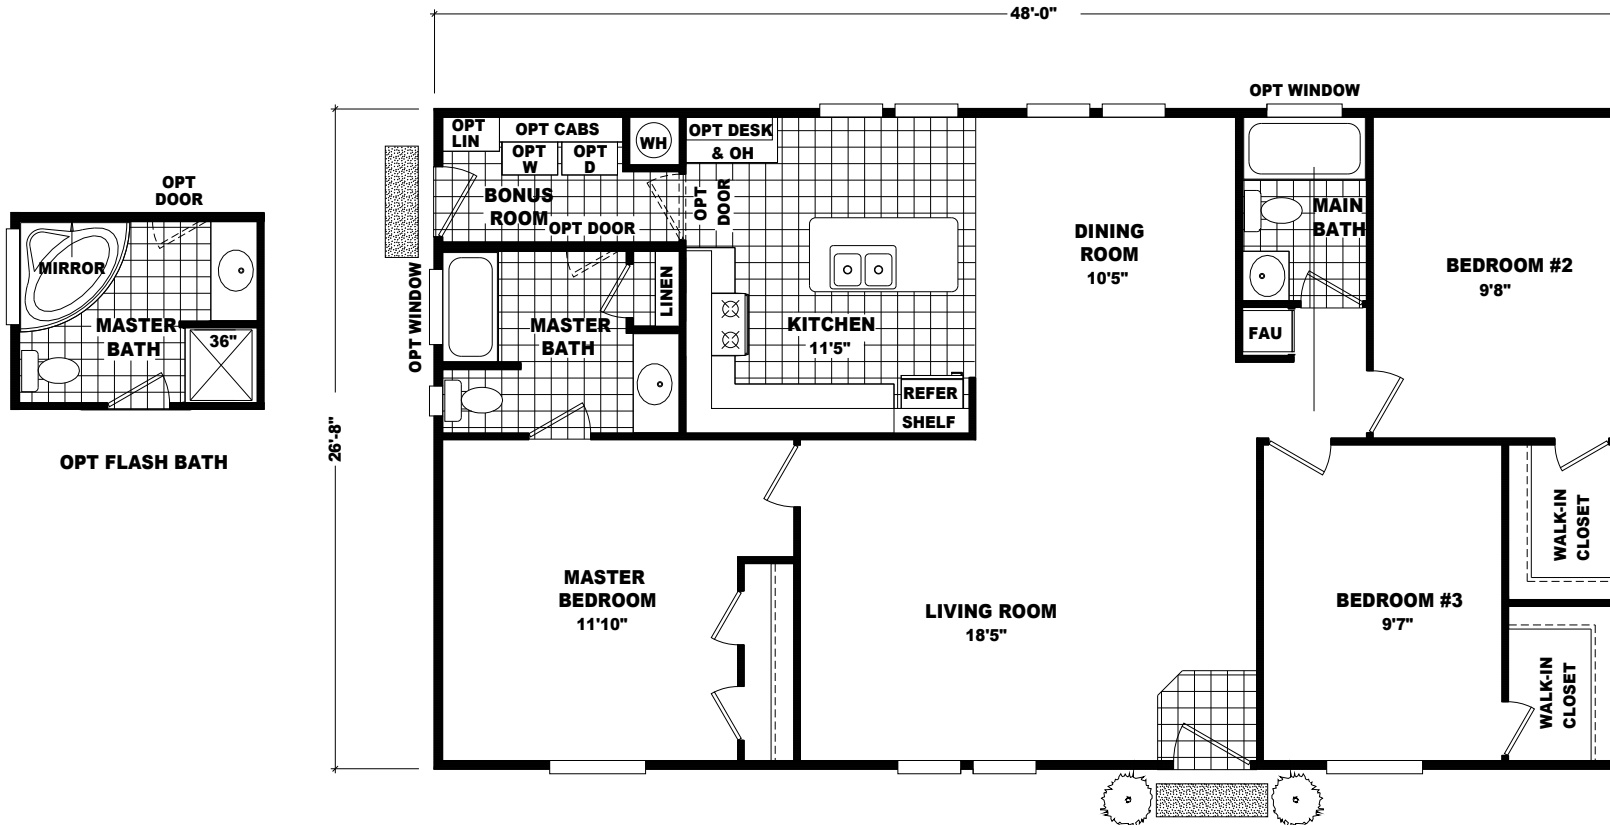 48'-0"
OPT WINDOW
OPT
LIN
OPT CABS
WH
OPT DESK
& OH
OPT
W
OPT
D
BONUS
ROOM
OPT
DOOR
OPT DOOR
OPT
DOOR
MIRROR
MASTER
BATH
36"
OPT FLASH BATH
26'-8"
OPT WINDOW
LINEN
MASTER
BATH
KITCHEN
11'5"
REFER
SHELF
DINING
ROOM
10'5"
MAIN
BATH
FAU
BEDROOM #2
9'8"
MASTER
BEDROOM
11'10"
LIVING ROOM
18'5"
BEDROOM #3
9'7"
WALK-IN
CLOSET
WALK-IN
CLOSET